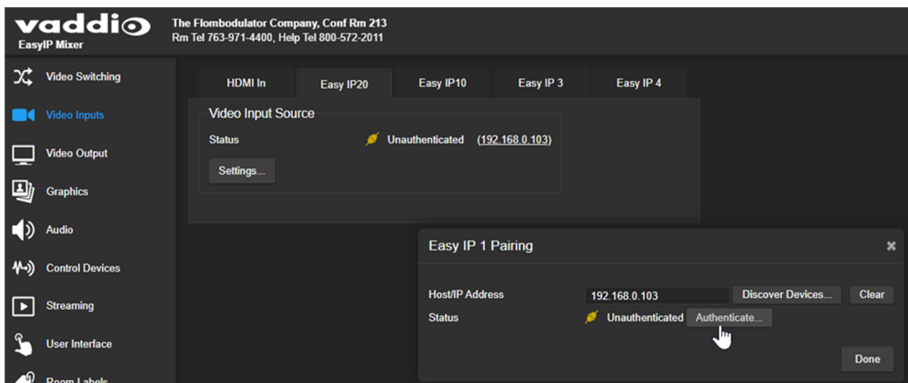 vaddio
EasyIP Mixer
The Flombodulator Company, Conf Rm 213
Rm Tel 763-971-4400, Help Tel 800-572-2011
Video Switching
Video Inputs
Video Output
Graphics
Audio
Control Devices
Streaming
User Interface
Room Labels
HDMI In
Easy IP20
Easy IP10
Easy IP 3
Easy IP 4
Video Input Source
Status Unauthenticated (192.168.0.103)
Settings...
Easy IP 1 Pairing
Host/IP Address 192.168.0.103 Discover Devices... Clear
Status Unauthenticated Authenticate...
Done